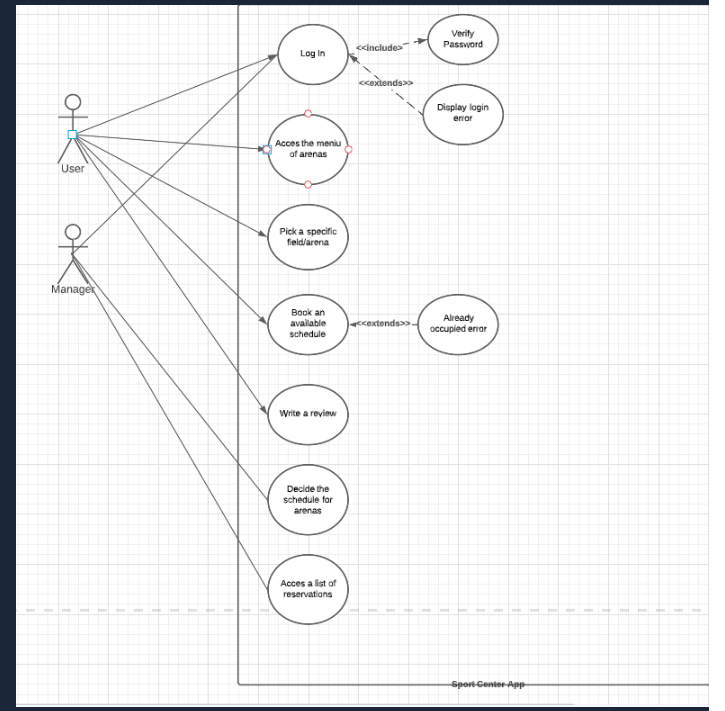 Log In
<<include>
Verify
Password
<<extends>>
Display login
error
User
Acces the meniu
of arenas
Pick a specific
field/arena
Manager
Book an
available
schedule
<<extends>>
Already
occupied error
Write a review
Decide the
schedule for
arenas
Acces a list of
reservations
Sport Center App